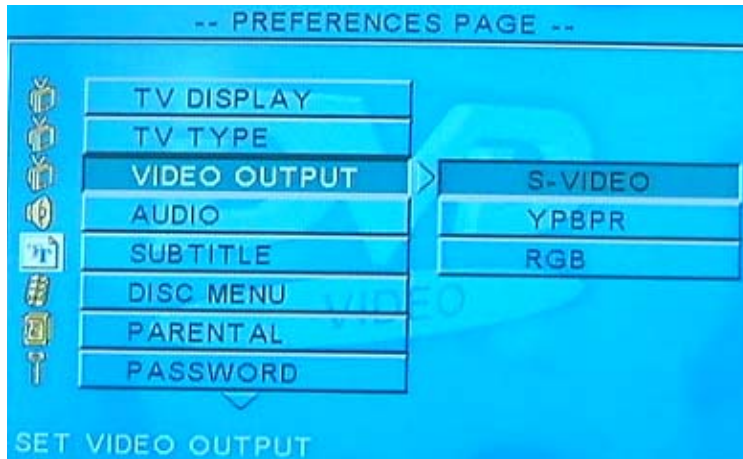 -- PREFERENCES PAGE --
TV DISPLAY
TV TYPE
VIDEO OUTPUT
S-VIDEO
AUDIO
YPBPR
SUBTITLE
RGB
DISC MENU
PARENTAL
PASSWORD
VIDEO
SET VIDEO OUTPUT